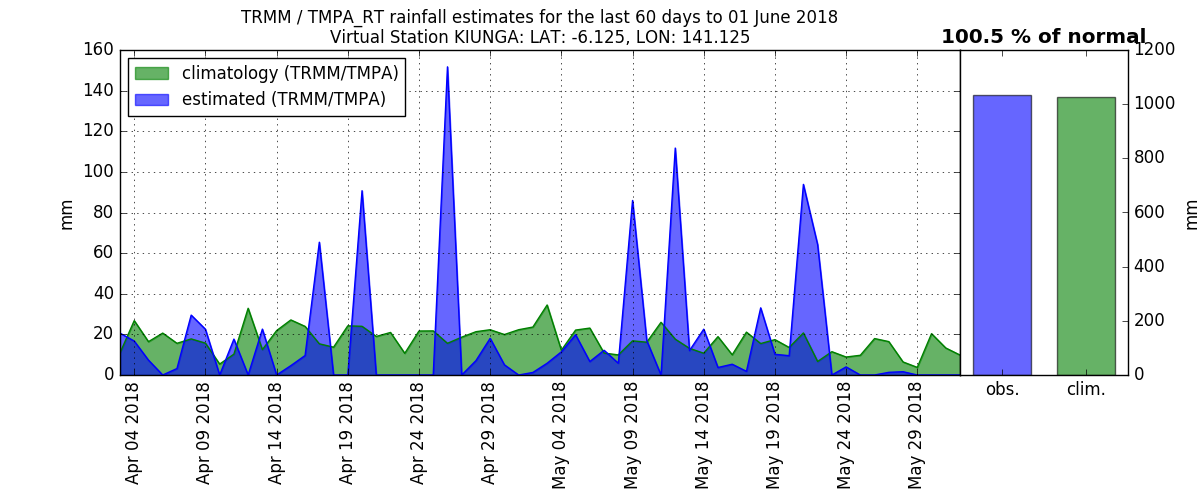 TRMM / TMPA_RT rainfall estimates for the last 60 days to 01 June 2018
Virtual Station KIUNGA: LAT: -6.125, LON: 141.125
100.5 % of normal
climatology (TRMM/TMPA)
estimated (TRMM/TMPA)
mm
160
140
120
100
80
60
40
20
0
Apr 04 2018
Apr 09 2018
Apr 14 2018
Apr 19 2018
Apr 24 2018
Apr 29 2018
May 04 2018
May 09 2018
May 14 2018
May 19 2018
May 24 2018
May 29 2018
1200
1000
800
600
400
200
0
mm
obs.
clim.